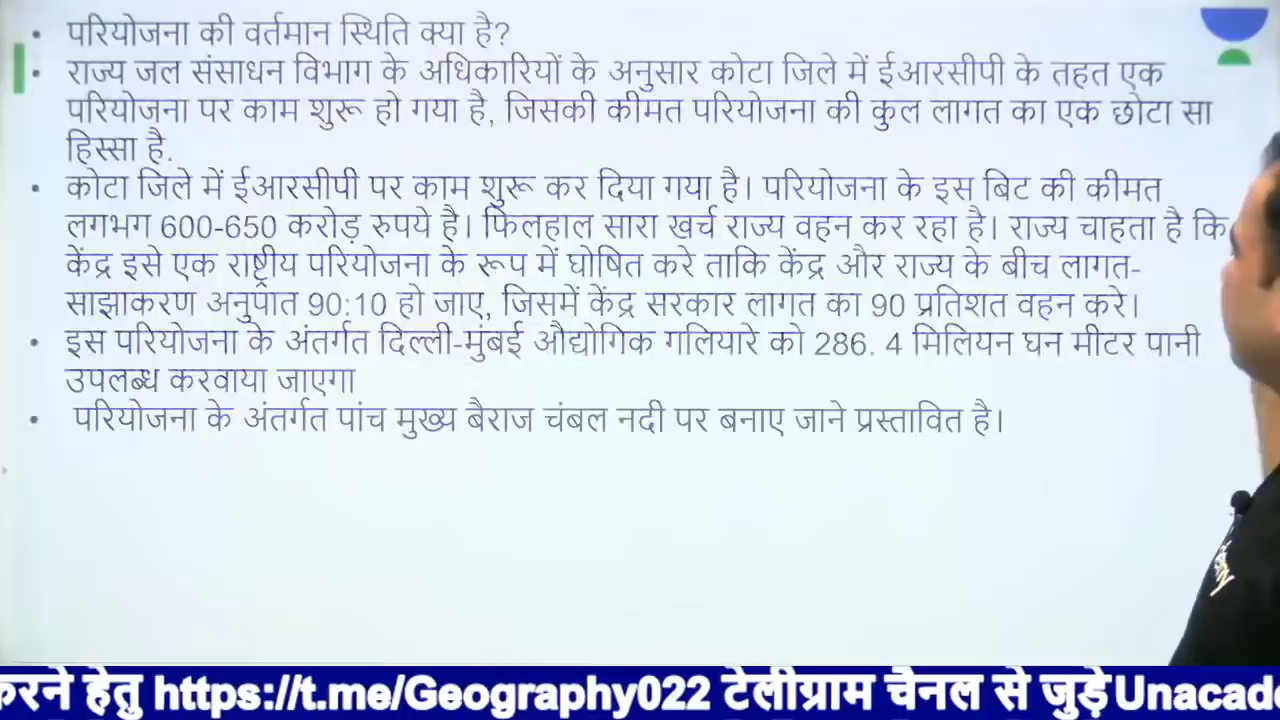 परियोजना की वर्तमान स्थिति क्या है?
राज्य जल संसाधन विभाग के अधिकारियों के अनुसार कोटा जिले में ईआरसीपी के तहत एक
परियोजना पर काम शुरू हो गया है, जिसकी कीमत परियोजना की कुल लागत का एक छोटा सा
हिस्सा है.
कोटा जिले में ईआरसीपी पर काम शुरू कर दिया गया है। परियोजना के इस बिट की कीमत
लगभग 600-650 करोड़ रुपये है। फिलहाल सारा खर्च राज्य वहन कर रहा है। राज्य चाहता है कि
केंद्र इसे एक राष्ट्रीय परियोजना के रूप में घोषित करे ताकि केंद्र और राज्य के बीच लागत-
साझाकरण अनुपात 90:10 हो जाए, जिसमें केंद्र सरकार लागत का 90 प्रतिशत वहन करे।
इस परियोजना के अंतर्गत दिल्ली-मुंबई औद्योगिक गलियारे को 286. 4 मिलियन घन मीटर पानी
उपलब्ध करवाया जाएगा
परियोजना के अंतर्गत पांच मुख्य बैराज चंबल नदी पर बनाए जाने प्रस्तावित है।
करने हेतु https://t.me/Geography022 टेलीग्राम चैनल से जुड़े Unacad